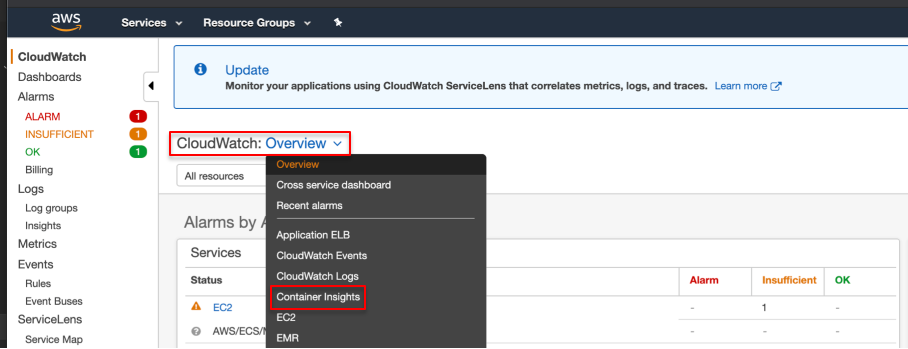 aws Services Resource Groups
CloudWatch
Dashboards
Alarms
ALARM 1
INSUFFICIENT 1
OK 1
Billing
Logs
Log groups
Insights
Metrics
Events
Rules
Event Buses
ServiceLens
Service Map
Update
Monitor your applications using CloudWatch ServiceLens that correlates metrics, logs, and traces. Learn more
CloudWatch: Overview
All resources
Overview
Cross service dashboard
Recent alarms
Application ELB
CloudWatch Events
CloudWatch Logs
Container Insights
EC2
EMR
Alarms by
Services
Status Alarm Insufficient OK
EC2 - 1 -
AWS/ECS/ - - -